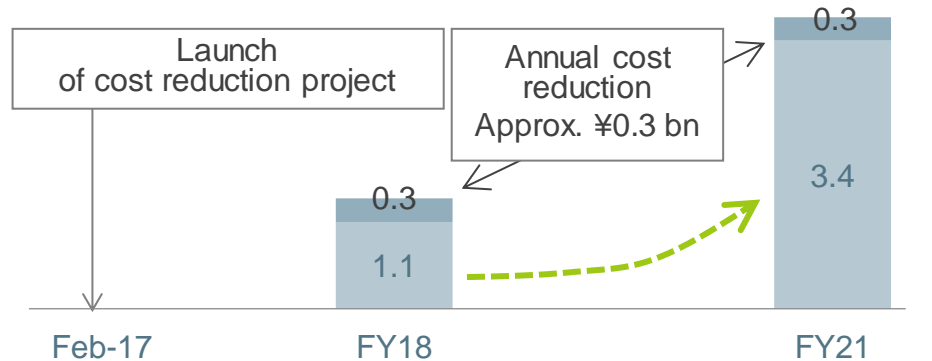 Launch
of cost reduction project
Annual cost
reduction
Approx. ¥0.3 bn
0.3
3.4
0.3
1.1
Feb-17
FY18
FY21